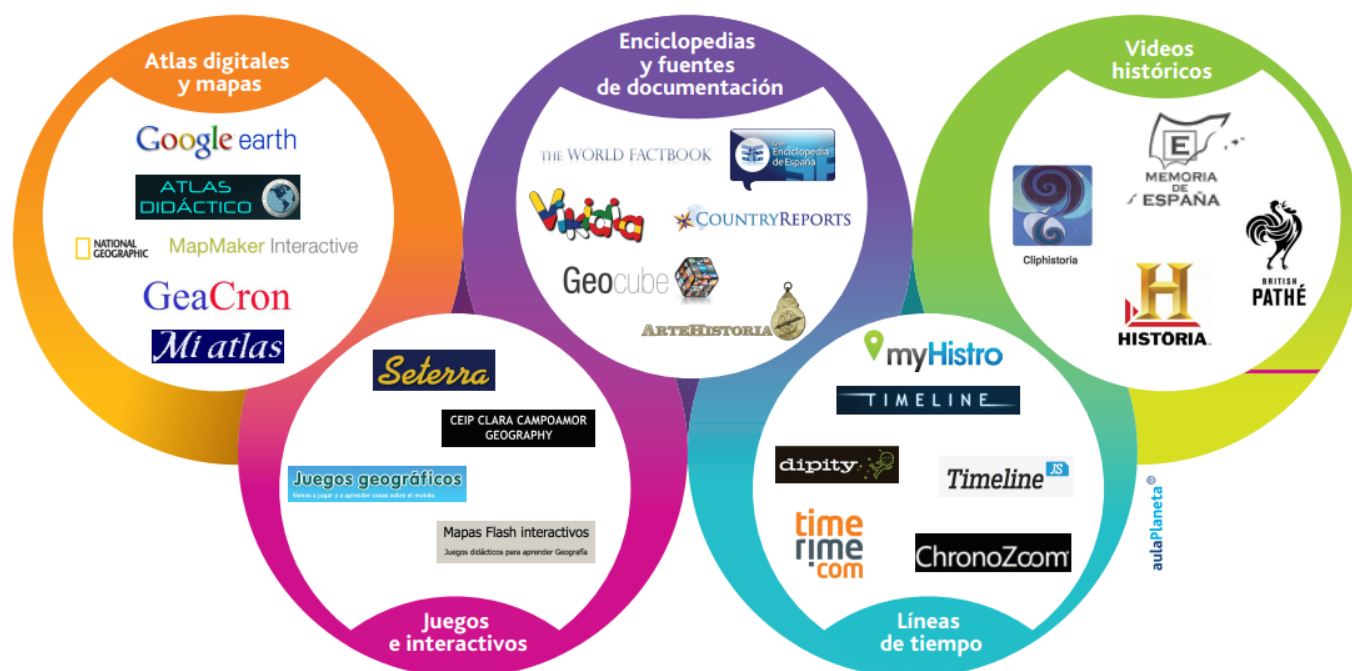 Atlas digitales
y mapas
Google earth
ATLAS
DIDÁCTICO
NATIONAL
GEOGRAPHIC
MapMaker Interactive
GeaCron
Mi atlas
Juegos
e interactivos
Seterra
CEIP CLARA CAMPOAMOR
GEOGRAPHY
Juegos geográficos
Vamos a jugar y a aprender cosas sobre el mundo
Mapas Flash interactivos
Juegos didácticos para aprender Geografía
Enciclopedias
y fuentes
de documentación
THE WORLD FACTBOOK
Gran
Enciclopedia
de España
Vikidia
COUNTRYREPORTS
Geocube
ARTEHISTORIA
Líneas
de tiempo
myHistro
TIMELINE
dipity
Timeline JS
time
rime
.com
ChronoZoom
Videos
históricos
E
MEMORIA
DE
ESPAÑA
Cliphistoria
H
HISTORIA
BRITISH
PATHÉ
aulaPlaneta®